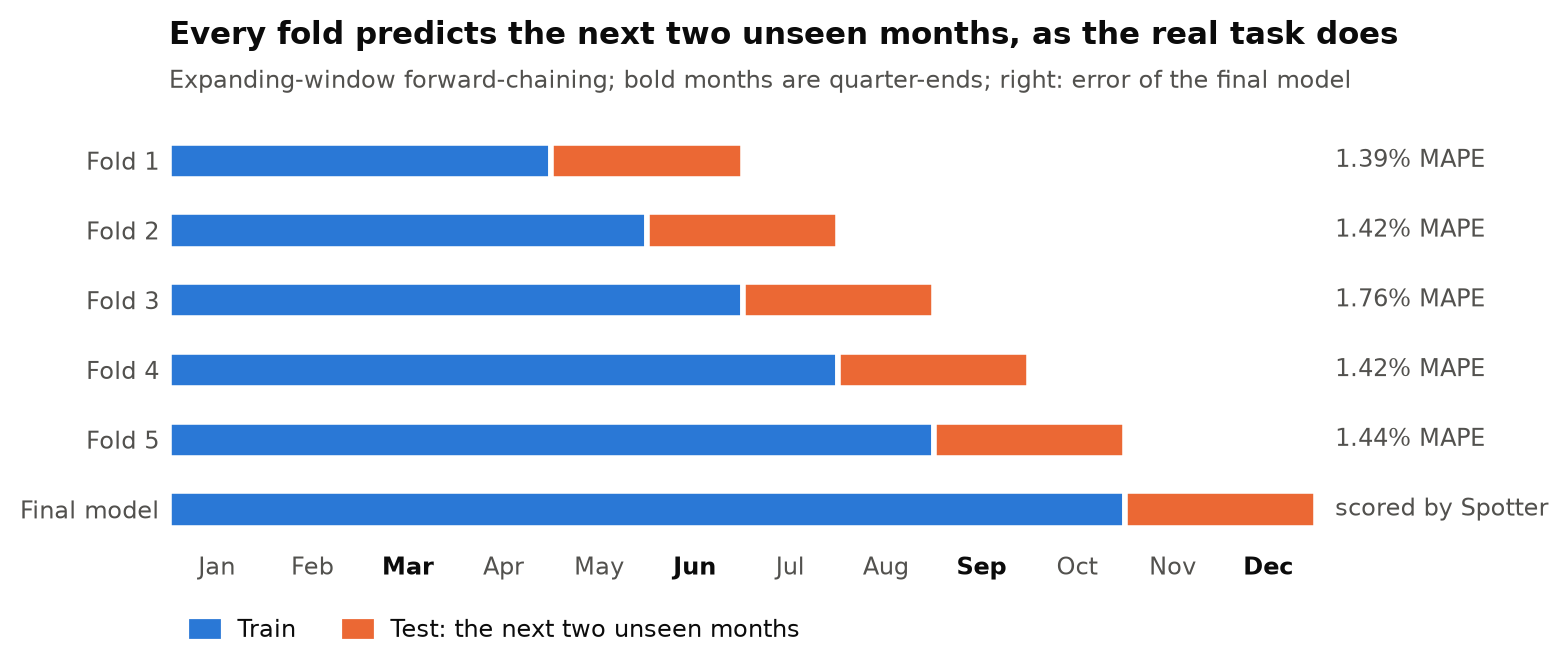 Every fold predicts the next two unseen months, as the real task does
Expanding-window forward-chaining; bold months are quarter-ends; right: error of the final model
Fold 1 1.39% MAPE
Fold 2 1.42% MAPE
Fold 3 1.76% MAPE
Fold 4 1.42% MAPE
Fold 5 1.44% MAPE
Final model scored by Spotter
Jan Feb Mar Apr May Jun Jul Aug Sep Oct Nov Dec
Train Test: the next two unseen months